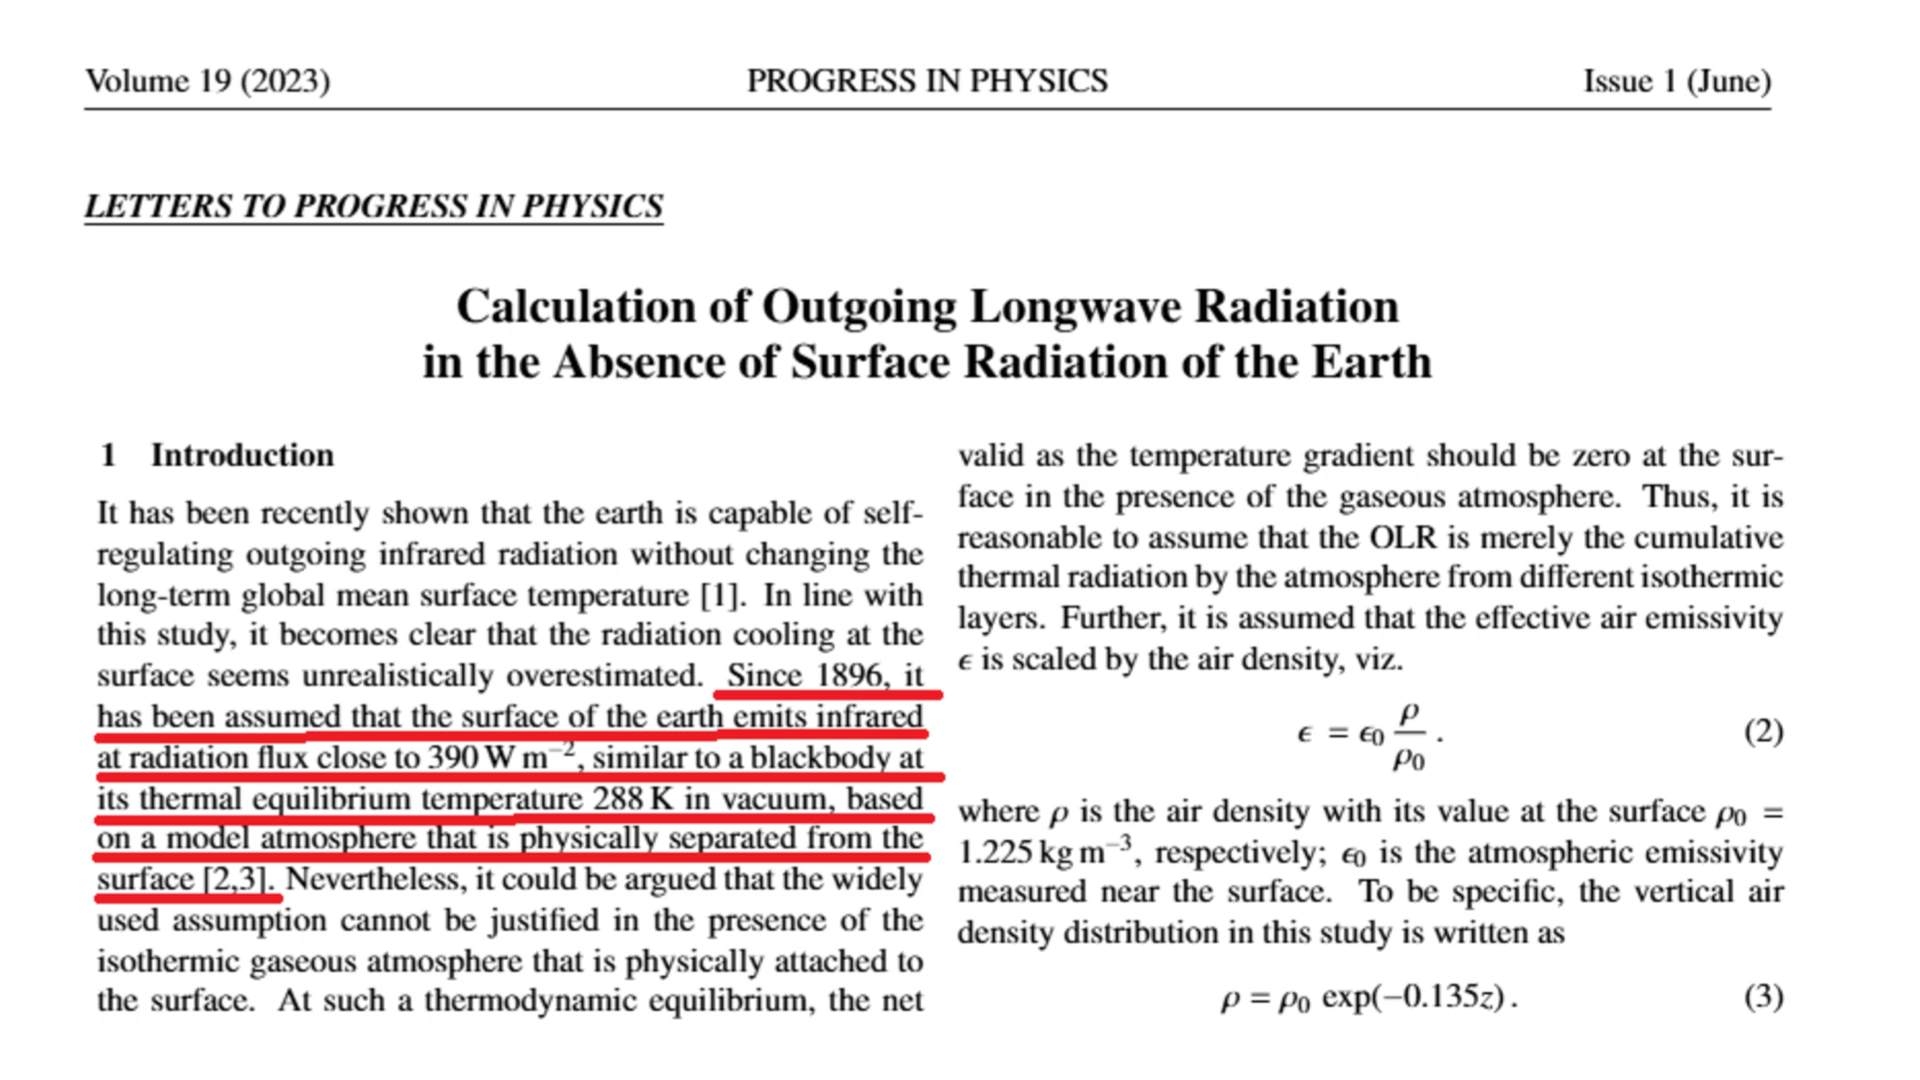 Volume 19 (2023) PROGRESS IN PHYSICS Issue 1 (June)
LETTERS TO PROGRESS IN PHYSICS
Calculation of Outgoing Longwave Radiation
in the Absence of Surface Radiation of the Earth
1 Introduction
It has been recently shown that the earth is capable of self-
regulating outgoing infrared radiation without changing the
long-term global mean surface temperature [1]. In line with
this study, it becomes clear that the radiation cooling at the
surface seems unrealistically overestimated. Since 1896, it
has been assumed that the surface of the earth emits infrared
at radiation flux close to 390 W m⁻², similar to a blackbody at
its thermal equilibrium temperature 288 K in vacuum, based
on a model atmosphere that is physically separated from the
surface [2,3]. Nevertheless, it could be argued that the widely
used assumption cannot be justified in the presence of the
isothermic gaseous atmosphere that is physically attached to
the surface. At such a thermodynamic equilibrium, the net
valid as the temperature gradient should be zero at the sur-
face in the presence of the gaseous atmosphere. Thus, it is
reasonable to assume that the OLR is merely the cumulative
thermal radiation by the atmosphere from different isothermic
layers. Further, it is assumed that the effective air emissivity
ϵ is scaled by the air density, viz.
ϵ = ϵ₀ ρ/ρ₀ . (2)
where ρ is the air density with its value at the surface ρ₀ =
1.225 kg m⁻³, respectively; ϵ₀ is the atmospheric emissivity
measured near the surface. To be specific, the vertical air
density distribution in this study is written as
ρ = ρ₀ exp(−0.135z) . (3)